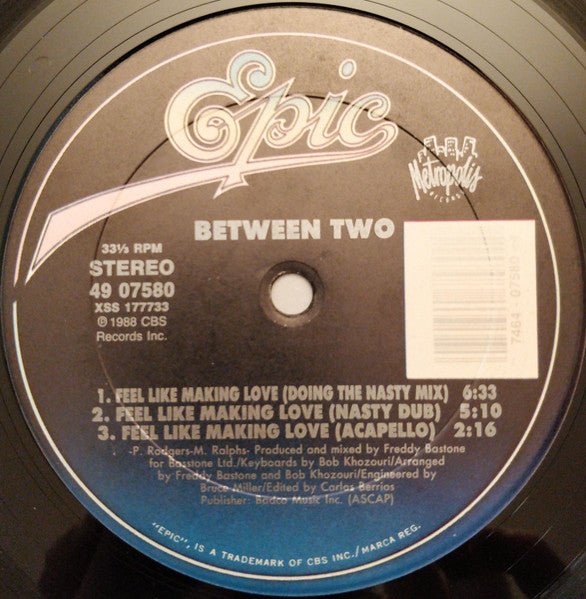 Epic
Metropolis
RECORDS
BETWEEN TWO
33⅓ RPM
STEREO
49 07580
XSS 177733
℗ 1988 CBS
Records Inc.
7464 - 07580
1. FEEL LIKE MAKING LOVE (DOING THE NASTY MIX) 6:33
2. FEEL LIKE MAKING LOVE (NASTY DUB) 5:10
3. FEEL LIKE MAKING LOVE (ACAPELLO) 2:16
-P. Rodgers-M. Ralphs- Produced and mixed by Freddy Bastone
for Basstone Ltd./Keyboards by Bob Khozouri/Arranged
by Freddy Bastone and Bob Khozouri/Engineered by
Bruce Miller/Edited by Carlos Berrios
Publisher: Badco Music Inc. (ASCAP)
"EPIC", IS A TRADEMARK OF CBS INC./MARCA REG.